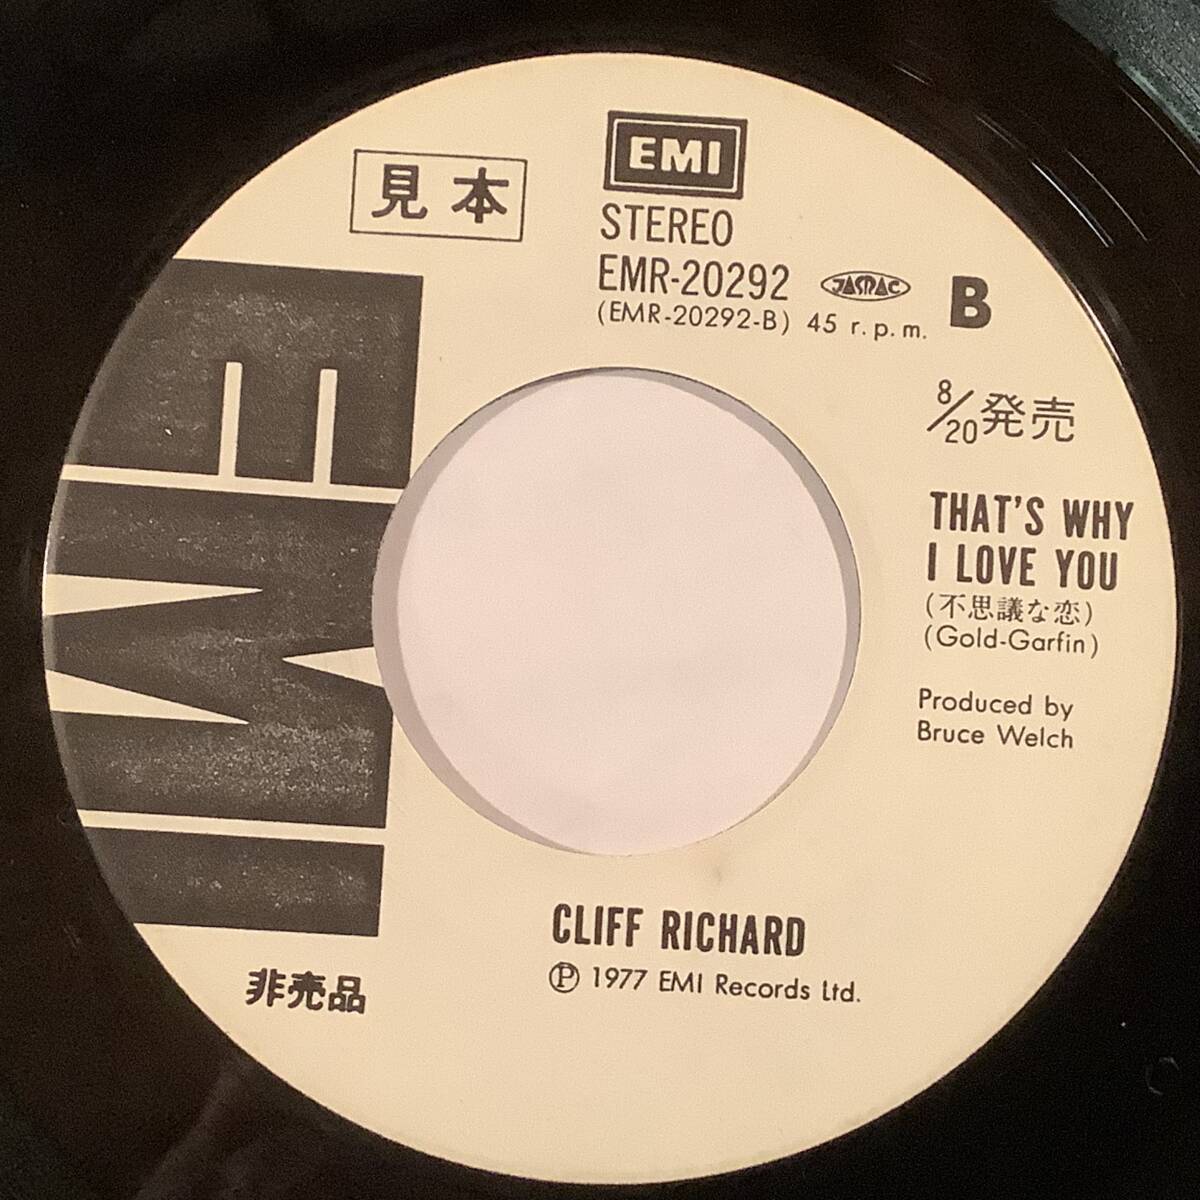 EMI
見本
STEREO
EMR-20292 JASRAC B
(EMR-20292-B) 45 r.p.m.
8/20発売
THAT'S WHY
I LOVE YOU
(不思議な恋)
(Gold-Garfin)
Produced by
Bruce Welch
EMI
CLIFF RICHARD
Ⓟ 1977 EMI Records Ltd.
非売品